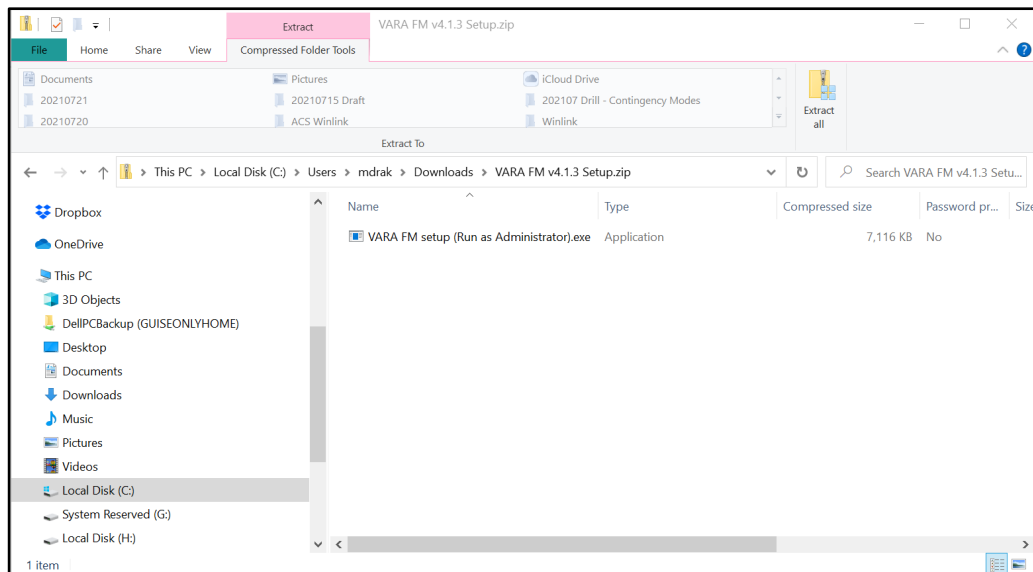 Extract
VARA FM v4.1.3 Setup.zip
File Home Share View Compressed Folder Tools
Documents Pictures iCloud Drive
20210721 20210715 Draft 202107 Drill - Contingency Modes
20210720 ACS Winlink Winlink
Extract
all
Extract To
This PC > Local Disk (C:) > Users > mdrak > Downloads > VARA FM v4.1.3 Setup.zip
Search VARA FM v4.1.3 Setu...
Name Type Compressed size Password pr... Size
VARA FM setup (Run as Administrator).exe Application 7,116 KB No
Dropbox
OneDrive
This PC
3D Objects
DellPCBackup (GUISEONLYHOME)
Desktop
Documents
Downloads
Music
Pictures
Videos
Local Disk (C:)
System Reserved (G:)
Local Disk (H:)
1 item